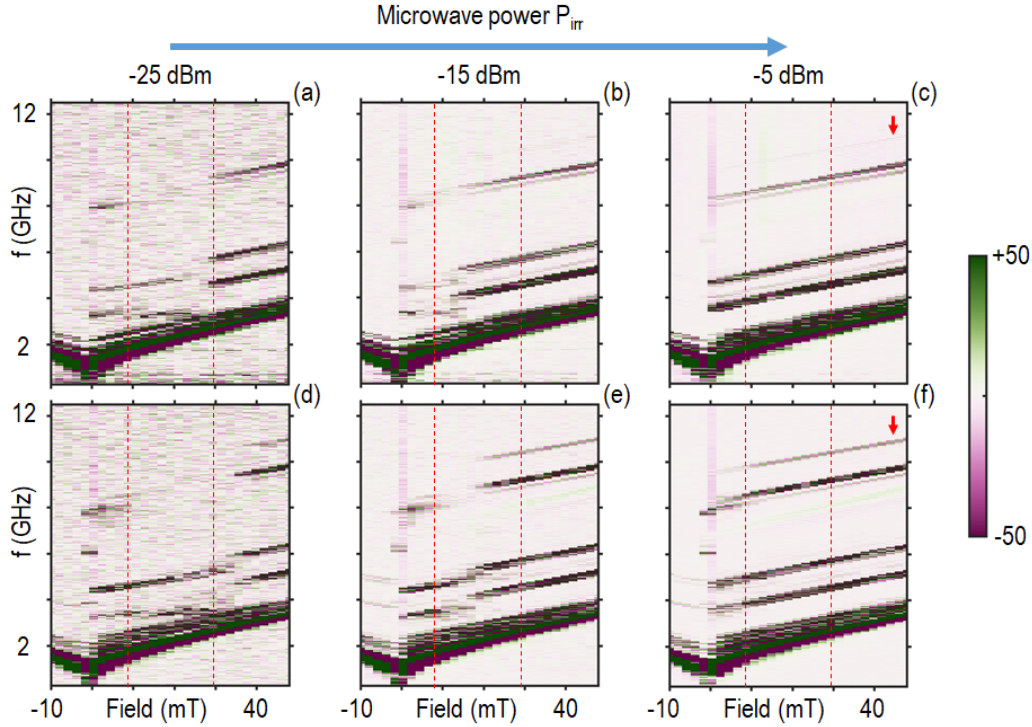 Microwave power Pirr
-25 dBm -15 dBm -5 dBm
(a) (b) (c)
12
f (GHz)
2
+50
-50
(d) (e) (f)
12
f (GHz)
2
-10 Field (mT) 40 -10 Field (mT) 40 -10 Field (mT) 40